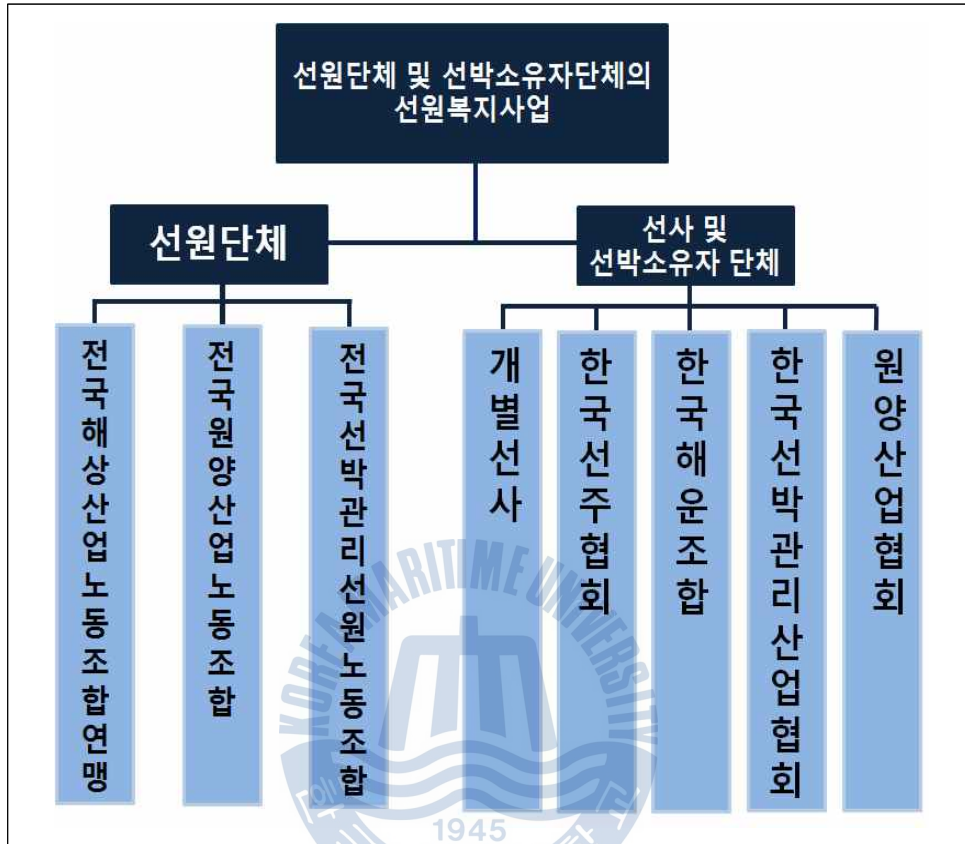 선원단체 및 선박소유자단체의
선원복지사업
선원단체
선사 및
선박소유자 단체
전국해상산업노동조합연맹
전국원양산업노동조합
전국선박관리선원노동조합
개별선사
한국선주협회
한국해운조합
한국선박관리산업협회
원양산업협회
KOREA MARITIME UNIVERSITY
1945